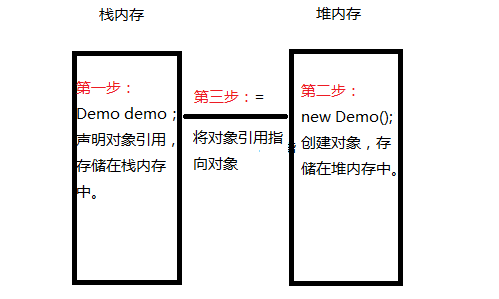 栈内存
堆内存
第一步：
Demo demo；
声明对象引用，
存储在栈内存
中。
第三步：=
将对象引用指
向对象
第二步：
new Demo();
创建对象，存
储在堆内存中。